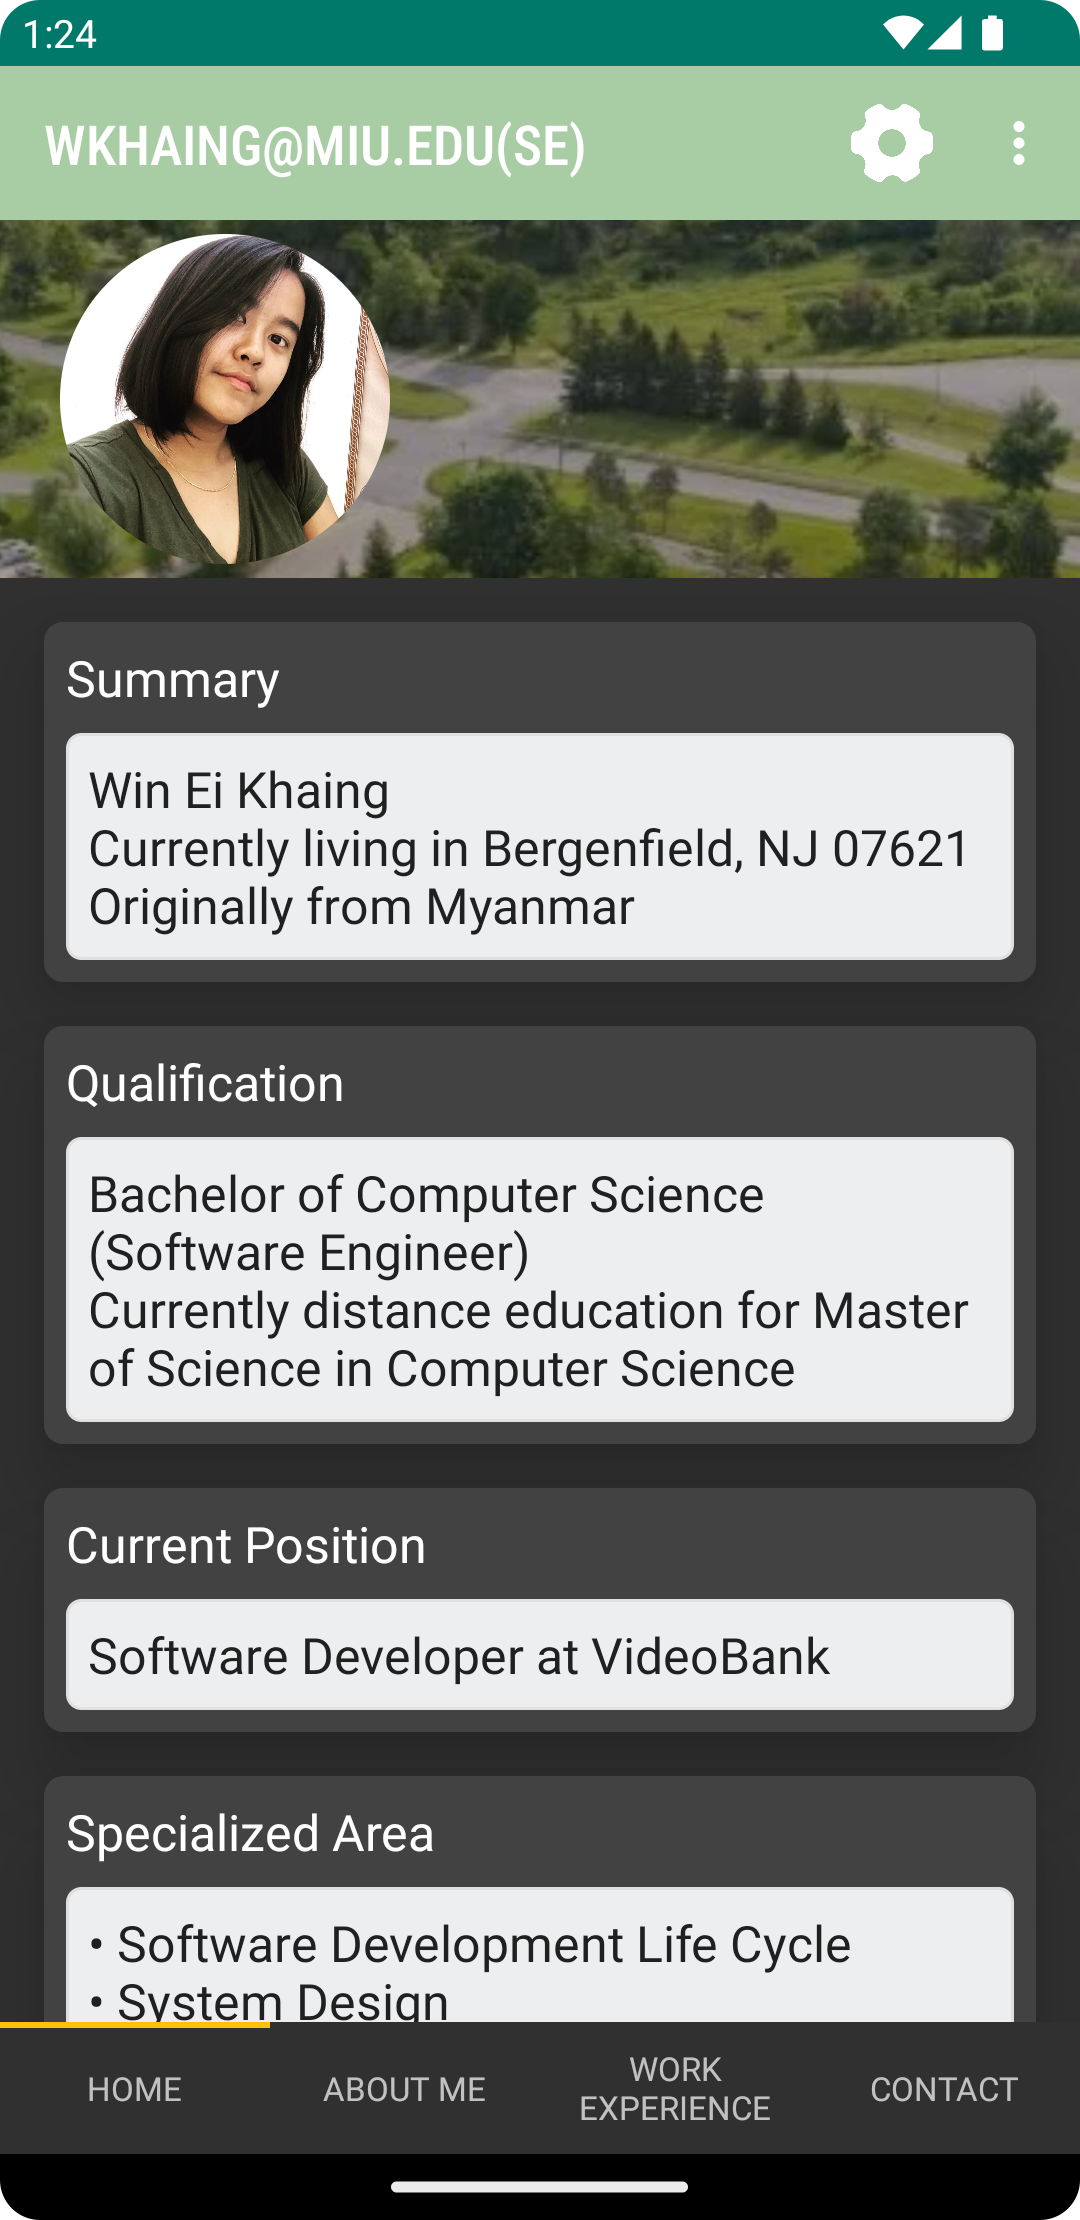 1:24
WKHAING@MIU.EDU(SE)
Summary
Win Ei Khaing
Currently living in Bergenfield, NJ 07621
Originally from Myanmar
Qualification
Bachelor of Computer Science
(Software Engineer)
Currently distance education for Master
of Science in Computer Science
Current Position
Software Developer at VideoBank
Specialized Area
• Software Development Life Cycle
• System Design
HOME
ABOUT ME
WORK
EXPERIENCE
CONTACT